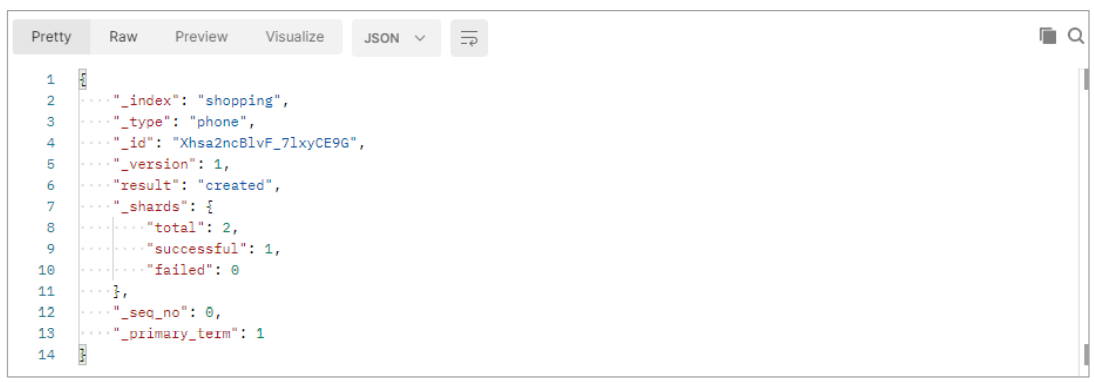 Pretty Raw Preview Visualize JSON
1 {
2 "_index": "shopping",
3 "_type": "phone",
4 "_id": "Xhsa2ncBlvF_7lxyCE9G",
5 "_version": 1,
6 "result": "created",
7 "_shards": {
8 "total": 2,
9 "successful": 1,
10 "failed": 0
11 },
12 "_seq_no": 0,
13 "_primary_term": 1
14 }